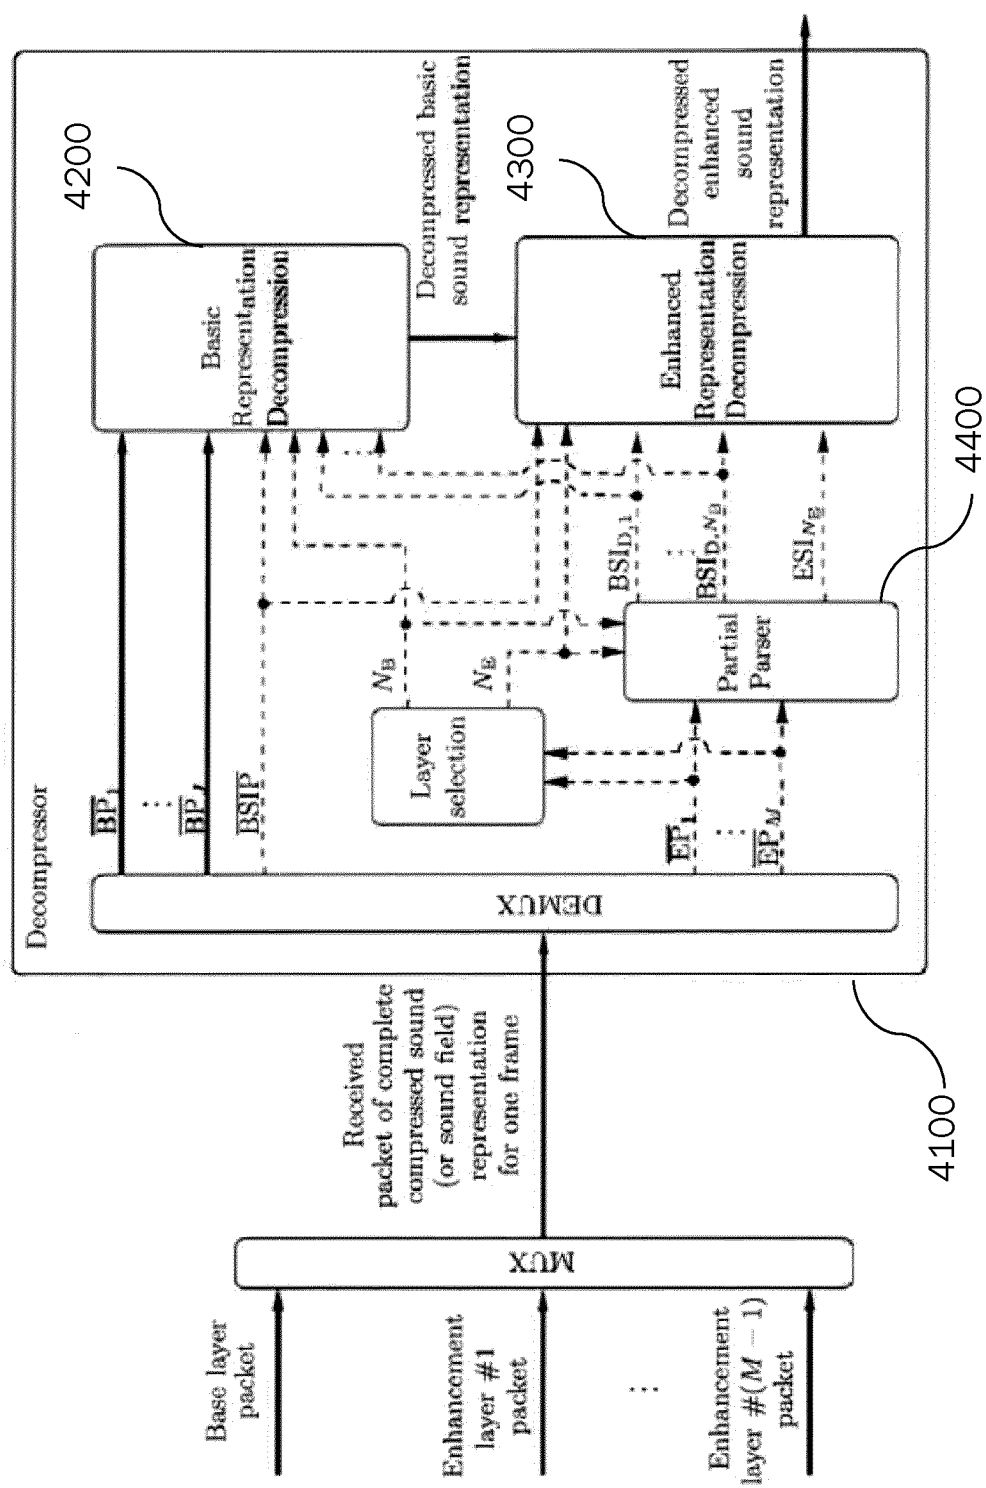 Base layer
packet
Enhancement
layer #1
packet
⋮
Enhancement
layer #(M − 1)
packet
MUX
Received
packet of complete
compressed sound
(or sound field)
representation
for one frame
4100
Decompressor
DEMUX
BP1
⋮
BPJ
BSIP
EP1
⋮
EPM
Layer
selection
NB
NE
Partial
Parser
4400
BSID,1
⋮
BSID,NB
ESINE
⋮
Basic
Representation
Decompression
4200
Decompressed basic
sound representation
Enhanced
Representation
Decompression
4300
Decompressed
enhanced
sound
representation